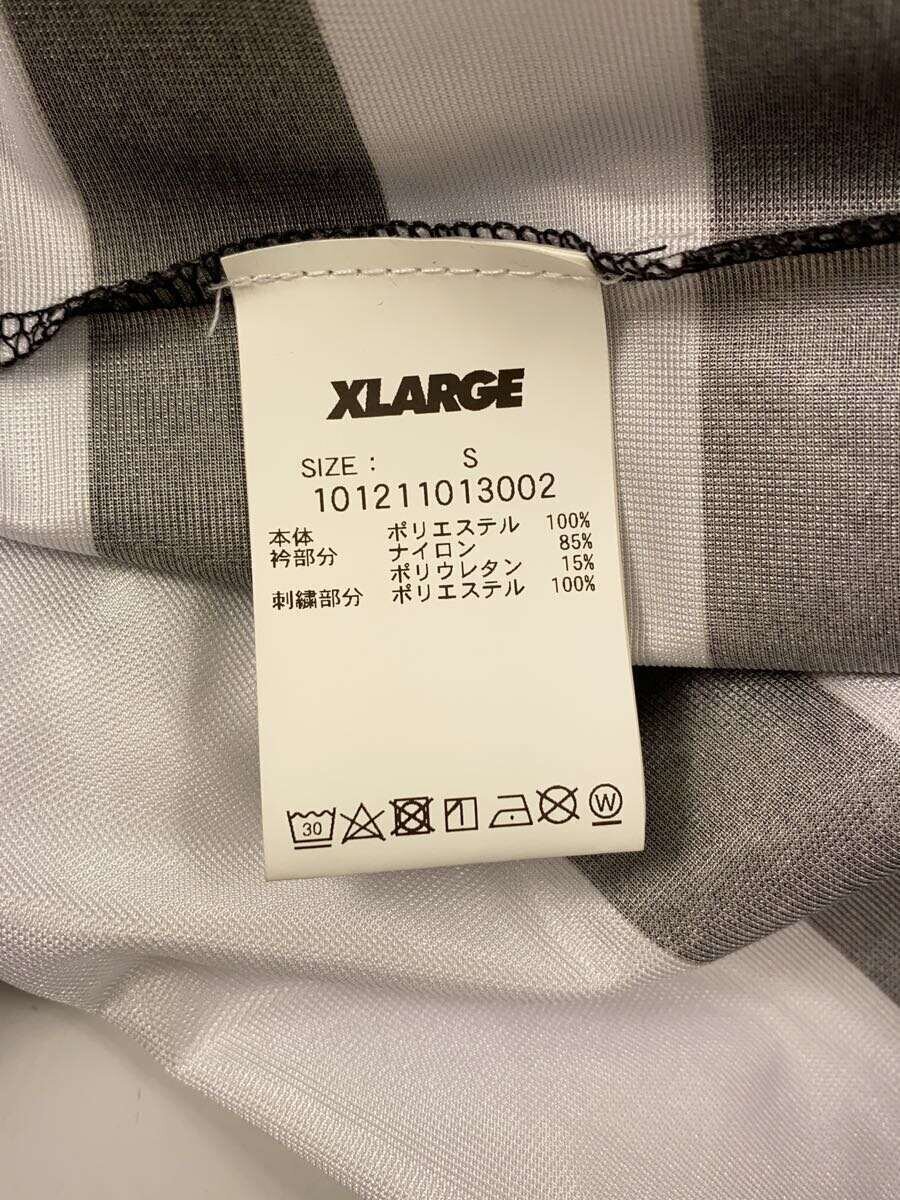 XLARGE
SIZE : S
101211013002
本体 ポリエステル 100%
衿部分 ナイロン 85%
ポリウレタン 15%
刺繍部分 ポリエステル 100%
30 W